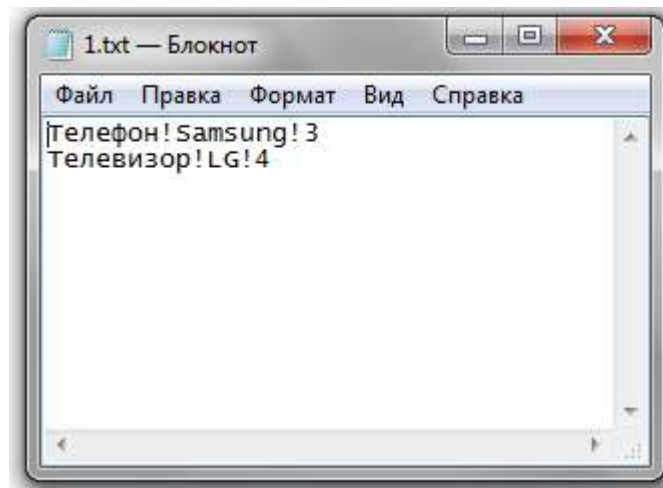 1.txt — Блокнот
Файл Правка Формат Вид Справка
Телефон!Samsung!3
Телевизор!LG!4